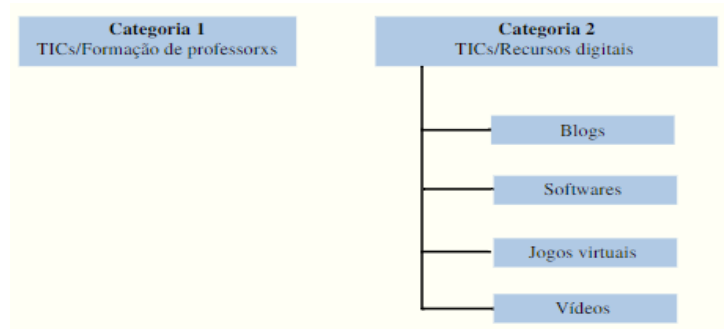 Categoria 1
TICs/Formação de professorxs
Categoria 2
TICs/Recursos digitais
Blogs
Softwares
Jogos virtuais
Vídeos